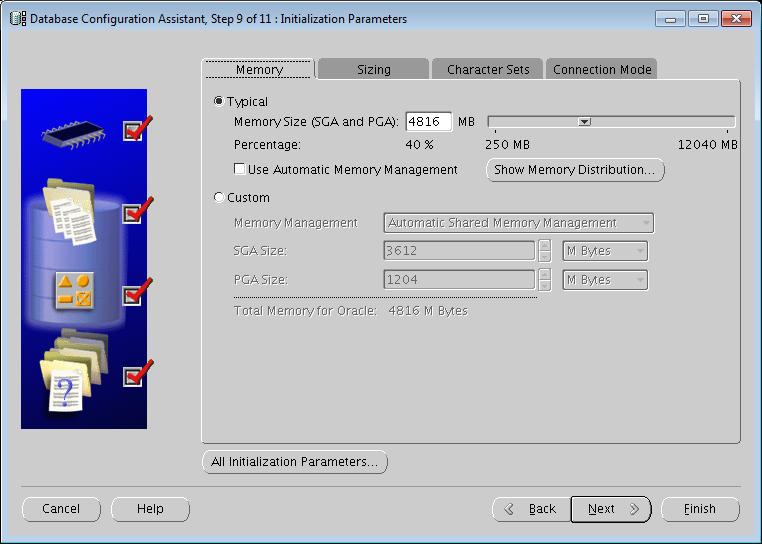 Database Configuration Assistant, Step 9 of 11 : Initialization Parameters
Memory Sizing Character Sets Connection Mode
Typical
Memory Size (SGA and PGA): 4816 MB
Percentage: 40 % 250 MB 12040 MB
Use Automatic Memory Management Show Memory Distribution...
Custom
Memory Management Automatic Shared Memory Management
SGA Size: 3612 M Bytes
PGA Size: 1204 M Bytes
Total Memory for Oracle: 4816 M Bytes
?
All Initialization Parameters...
Cancel Help Back Next Finish